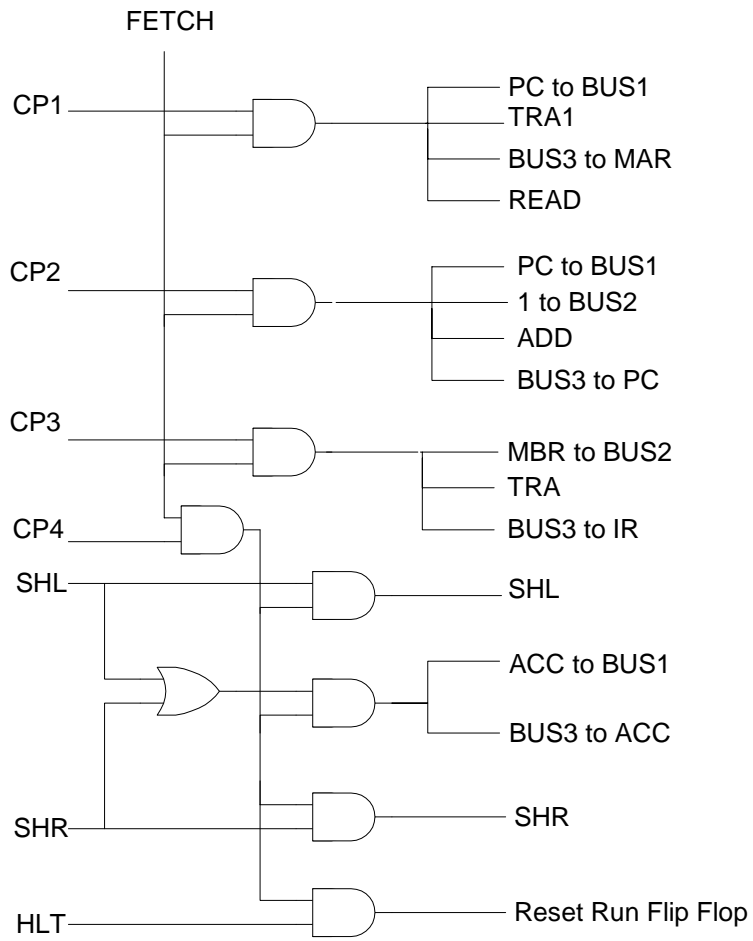 FETCH
CP1
PC to BUS1
TRA1
BUS3 to MAR
READ
CP2
PC to BUS1
1 to BUS2
ADD
BUS3 to PC
CP3
MBR to BUS2
TRA
BUS3 to IR
CP4
SHL
SHL
ACC to BUS1
BUS3 to ACC
SHR
SHR
HLT
Reset Run Flip Flop